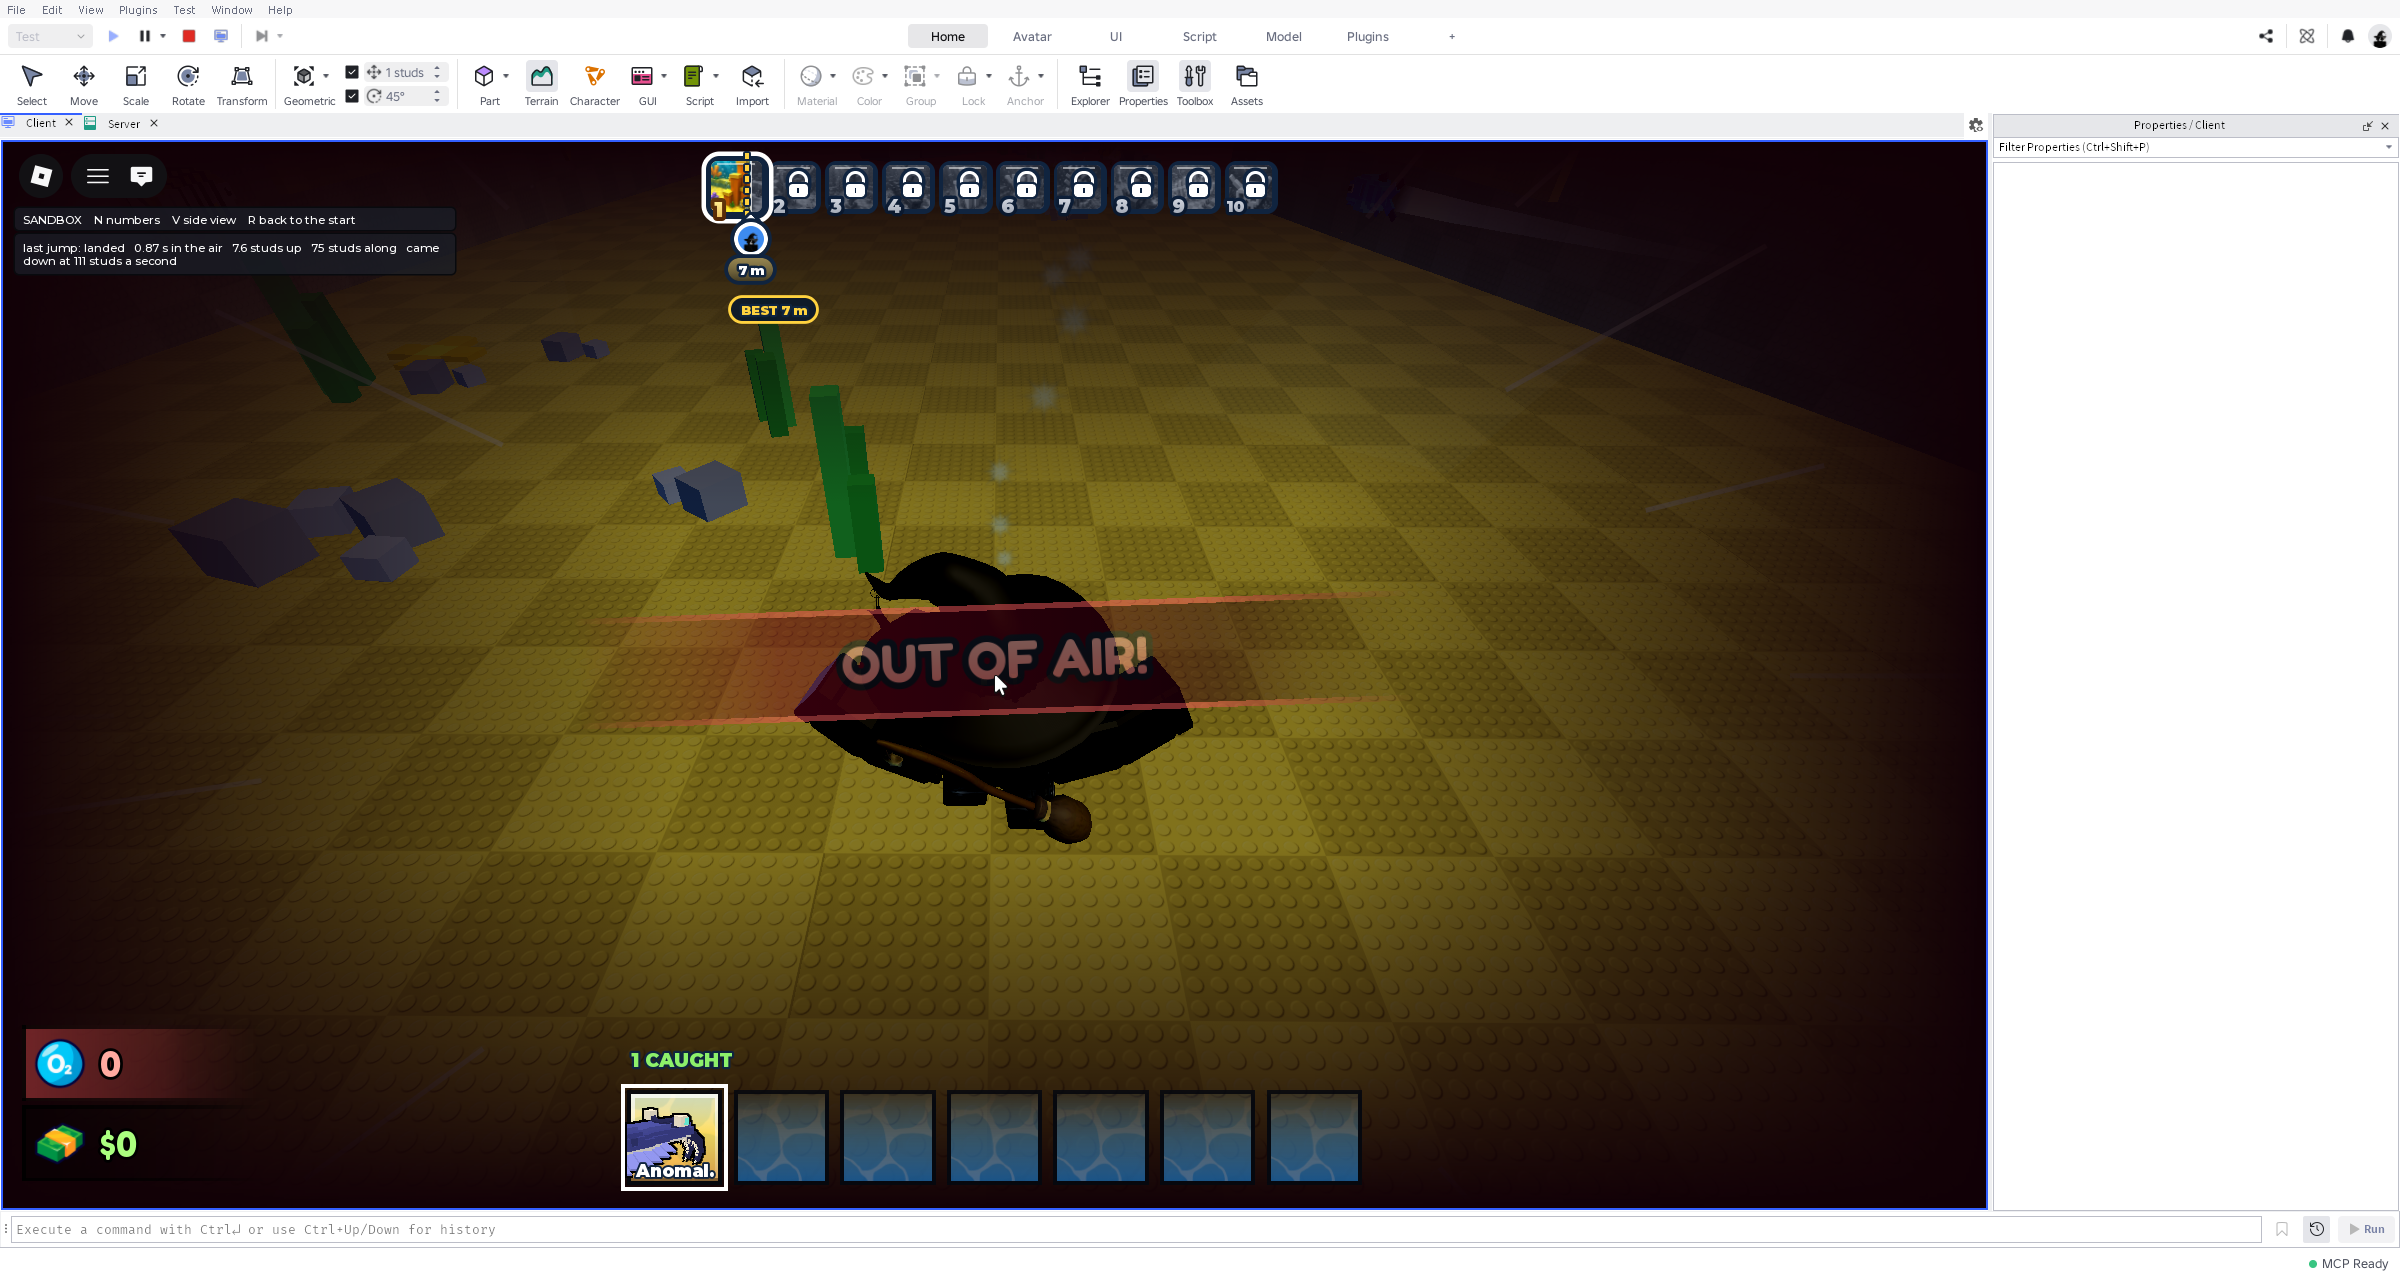 File Edit View Plugins Test Window Help
Test
Home Avatar UI Script Model Plugins +
1 studs
45°
Select Move Scale Rotate Transform Geometric Part Terrain Character GUI Script Import Material Color Group Lock Anchor Explorer Properties Toolbox Assets
Client Server
Properties / Client
Filter Properties (Ctrl+Shift+P)
SANDBOX N numbers V side view R back to the start
last jump: landed 0.87 s in the air 7.6 studs up 75 studs along came
down at 111 studs a second
1 2 3 4 5 6 7 8 9 10
7 m
BEST 7 m
OUT OF AIR!
O2 0
$0
1 CAUGHT
Anomal.
Execute a command with Ctrl↵ or use Ctrl+Up/Down for history
Run
MCP Ready